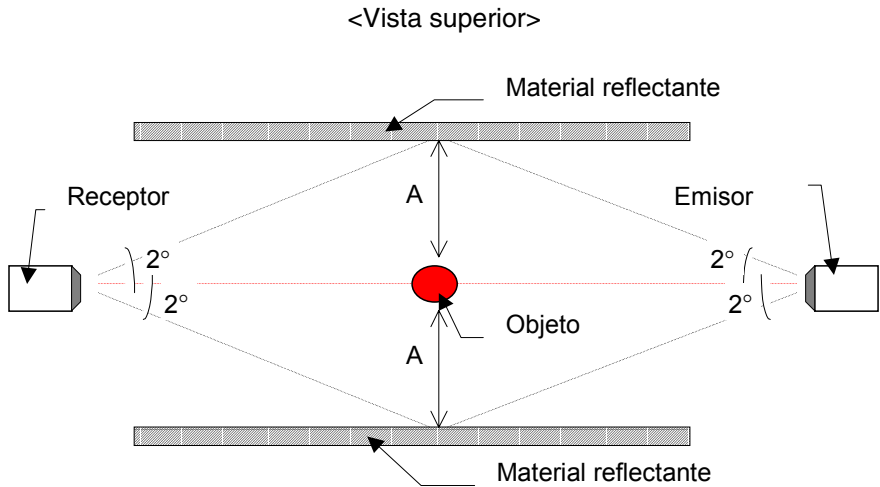 <Vista superior>
Material reflectante
A
Receptor
Emisor
2°
2°
2°
2°
Objeto
A
Material reflectante